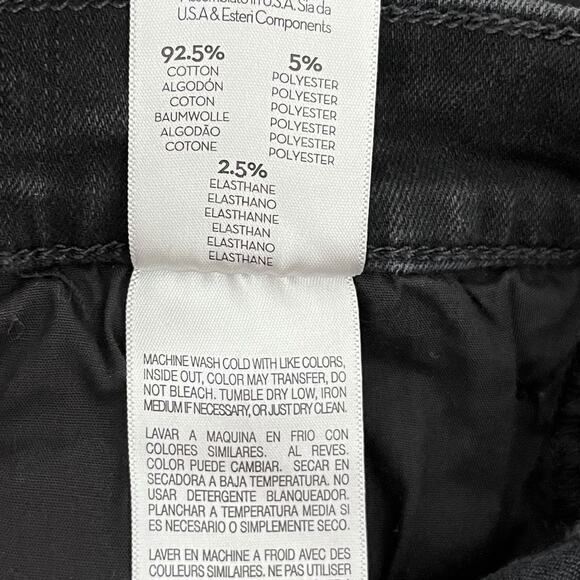 Assemblato in U.S.A. Sia da
U.S.A & Esteri Components
92.5%
COTTON
ALGODÓN
COTON
BAUMWOLLE
ALGODÃO
COTONE
5%
POLYESTER
POLYESTER
POLYESTER
POLYESTER
POLYESTER
POLYESTER
2.5%
ELASTHANE
ELASTHANO
ELASTHANNE
ELASTHAN
ELASTHANO
ELASTHANE
MACHINE WASH COLD WITH LIKE COLORS,
INSIDE OUT, COLOR MAY TRANSFER, DO
NOT BLEACH. TUMBLE DRY LOW, IRON
MEDIUM IF NECESSARY, OR JUST DRY CLEAN.
LAVAR A MAQUINA EN FRIO CON
COLORES SIMILARES. AL REVES.
COLOR PUEDE CAMBIAR. SECAR EN
SECADORA A BAJA TEMPERATURA. NO
USAR DETERGENTE BLANQUEADOR.
PLANCHAR A TEMPERATURA MEDIA SI
ES NECESARIO O SIMPLEMENTE SECO.
LAVER EN MACHINE A FROID AVEC DES
COULEURS SIMILAIRES. NE PAS UTILISER